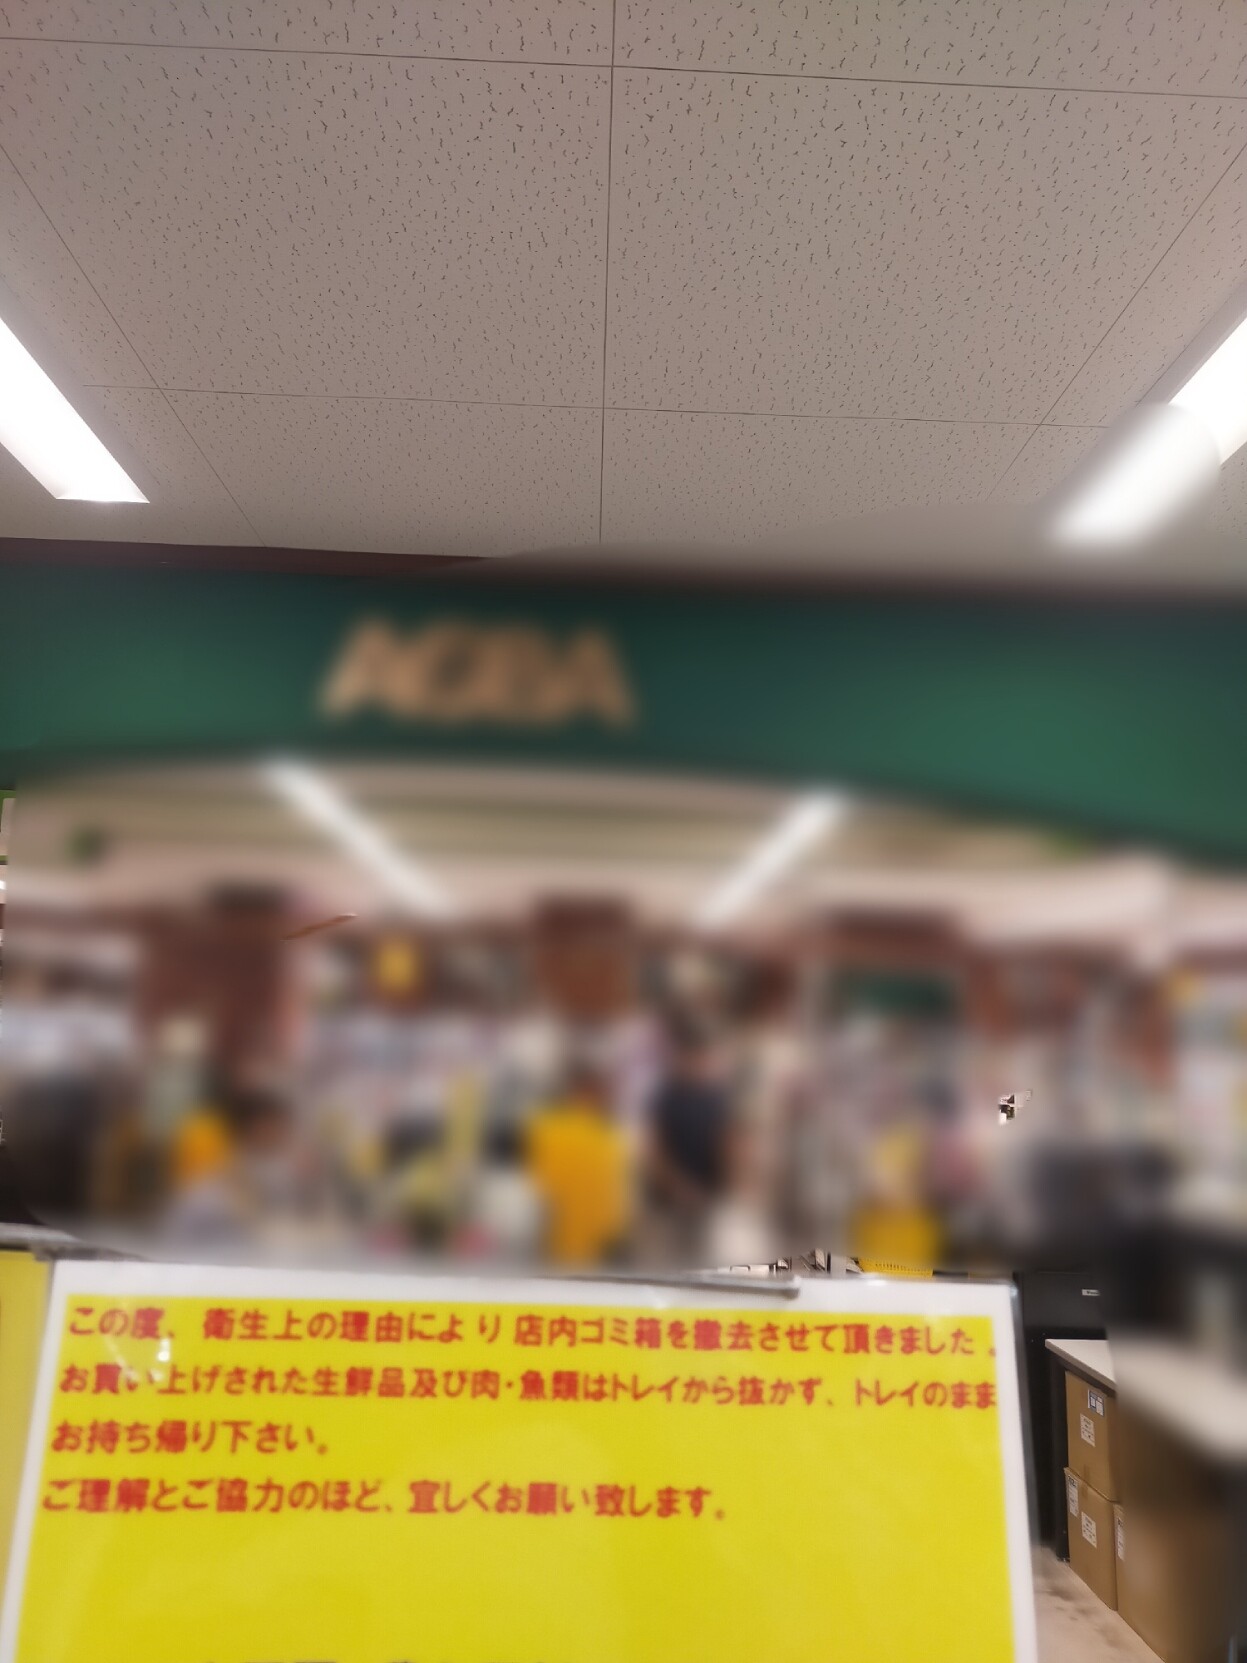 AOBA
この度、衛生上の理由により店内ゴミ箱を撤去させて頂きました。
お買い上げされた生鮮品及び肉・魚類はトレイから抜かず、トレイのまま
お持ち帰り下さい。
ご理解とご協力のほど、宜しくお願い致します。